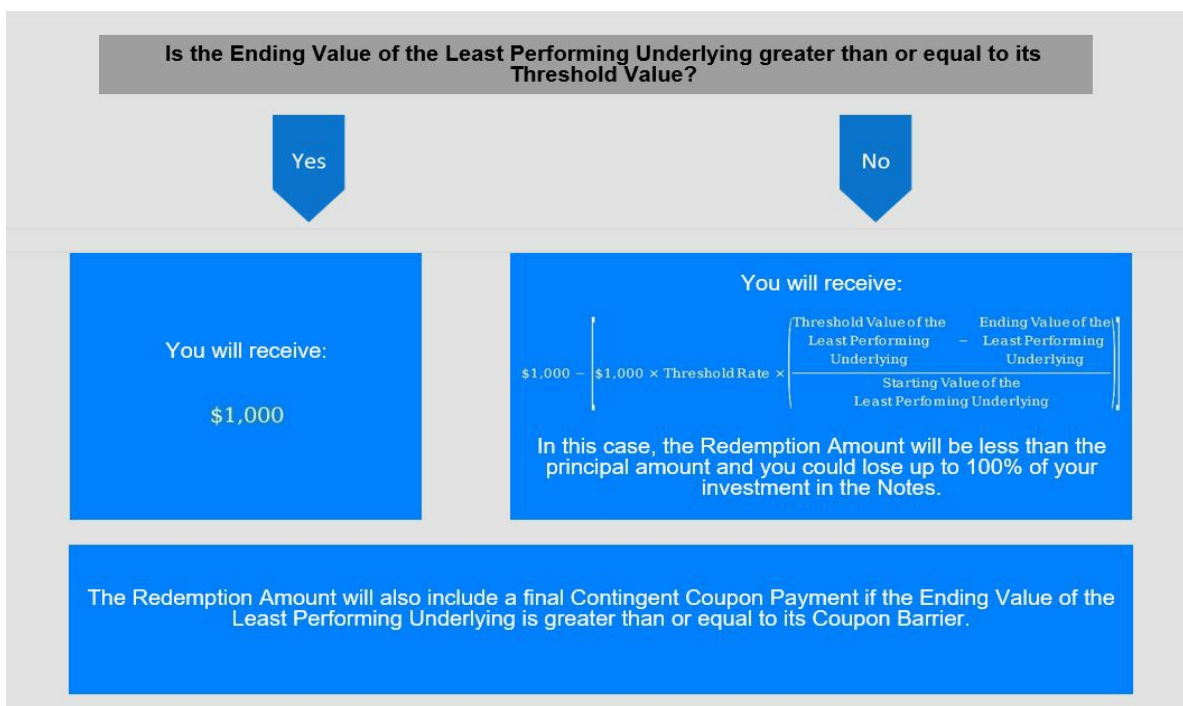 Is the Ending Value of the Least Performing Underlying greater than or equal to its
Threshold Value?
Yes
No
You will receive:
$1,000
You will receive:
$1,000 − [$1,000 × Threshold Rate × ((Threshold Value of the Least Performing Underlying − Ending Value of the Least Performing Underlying) / Starting Value of the Least Perfoming Underlying)]
In this case, the Redemption Amount will be less than the
principal amount and you could lose up to 100% of your
investment in the Notes.
The Redemption Amount will also include a final Contingent Coupon Payment if the Ending Value of the
Least Performing Underlying is greater than or equal to its Coupon Barrier.